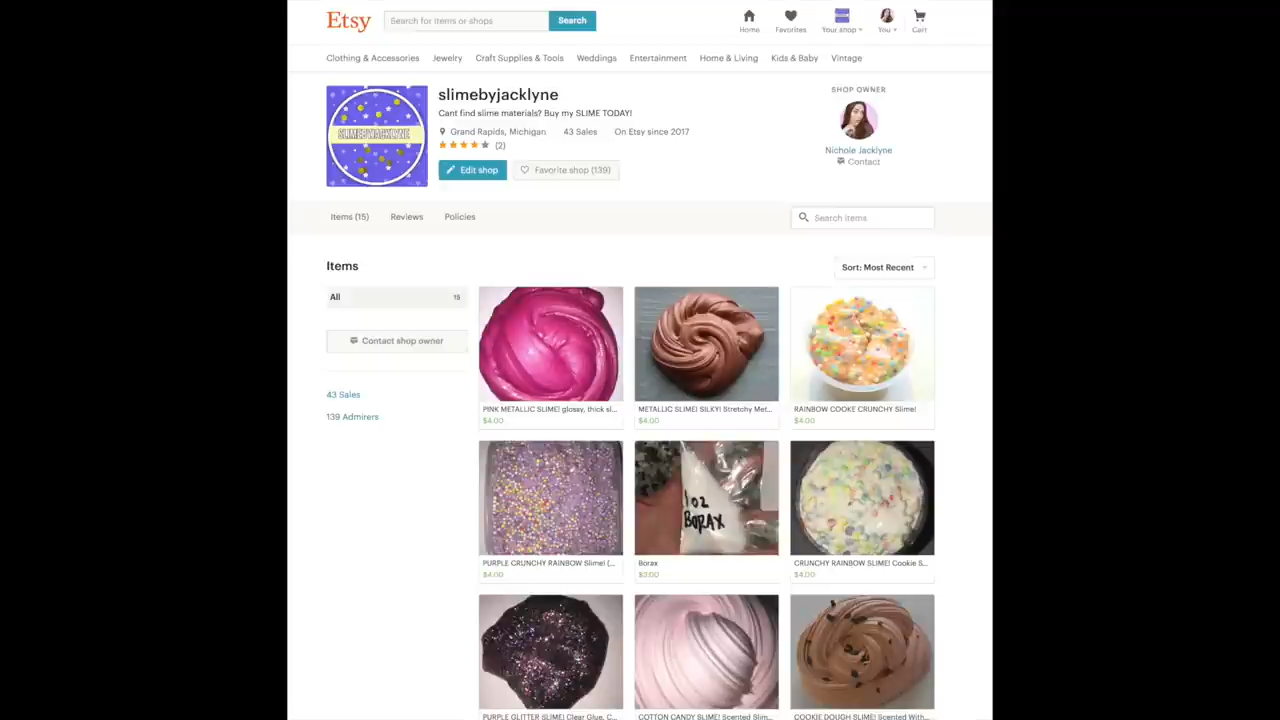 Etsy
Search for items or shops
Search
Home
Favorites
Your shop
You
Cart
Clothing & Accessories
Jewelry
Craft Supplies & Tools
Weddings
Entertainment
Home & Living
Kids & Baby
Vintage
SLIMEBYJACKLYNE
slimebyjacklyne
Cant find slime materials? Buy my SLIME TODAY!
Grand Rapids, Michigan
43 Sales
On Etsy since 2017
(2)
Edit shop
Favorite shop (139)
SHOP OWNER
Nichole Jacklyne
Contact
Items (15)
Reviews
Policies
Search items
Items
Sort: Most Recent
All
15
Contact shop owner
43 Sales
139 Admirers
PINK METALLIC SLIME! glossy, thick sl...
$4.00
METALLIC SLIME! SILKY! Stretchy Met...
$4.00
RAINBOW COOKE CRUNCHY Slime!
$4.00
1 oz
BORAX
PURPLE CRUNCHY RAINBOW Slime! (...
$4.00
Borax
$3.00
CRUNCHY RAINBOW SLIME! Cookie S...
$4.00
PURPLE GLITTER SLIME! Clear Glue, C...
COTTON CANDY SLIME! Scented Slim...
COOKIE DOUGH SLIME! Scented With...